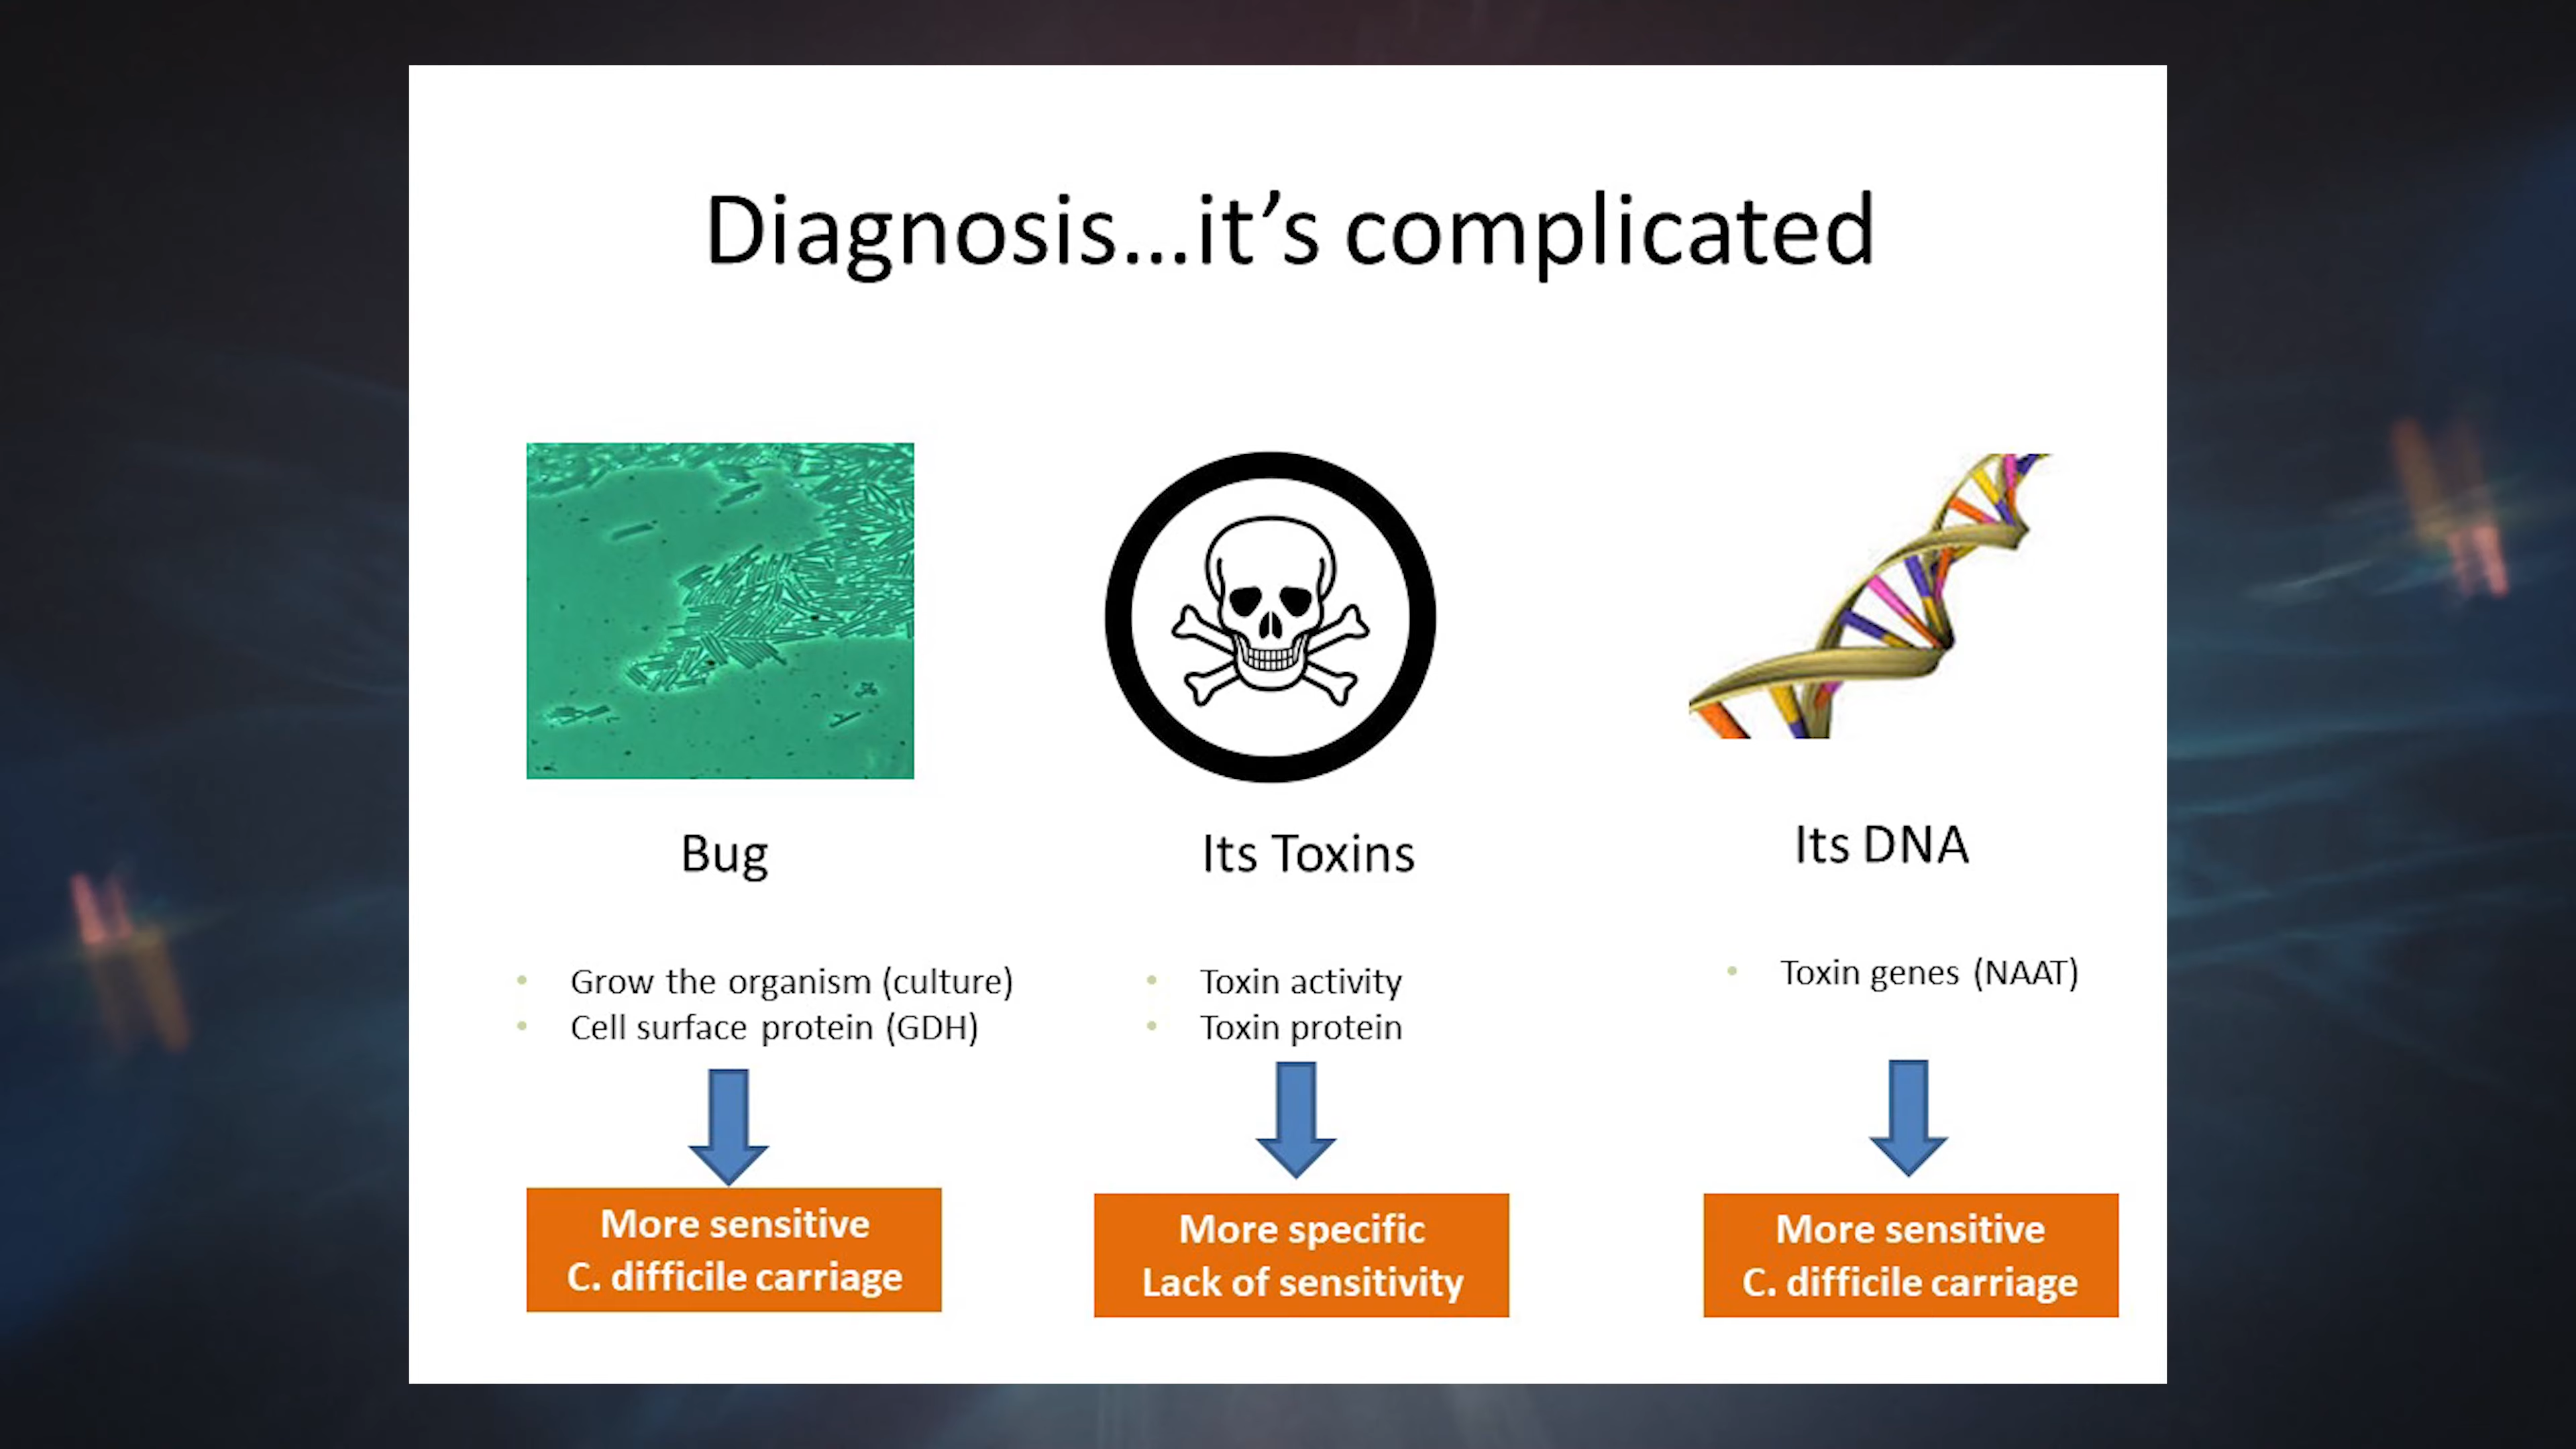 Diagnosis...it's complicated
Bug
Its Toxins
Its DNA
• Grow the organism (culture)
• Cell surface protein (GDH)
• Toxin activity
• Toxin protein
• Toxin genes (NAAT)
More sensitive
C. difficile carriage
More specific
Lack of sensitivity
More sensitive
C. difficile carriage